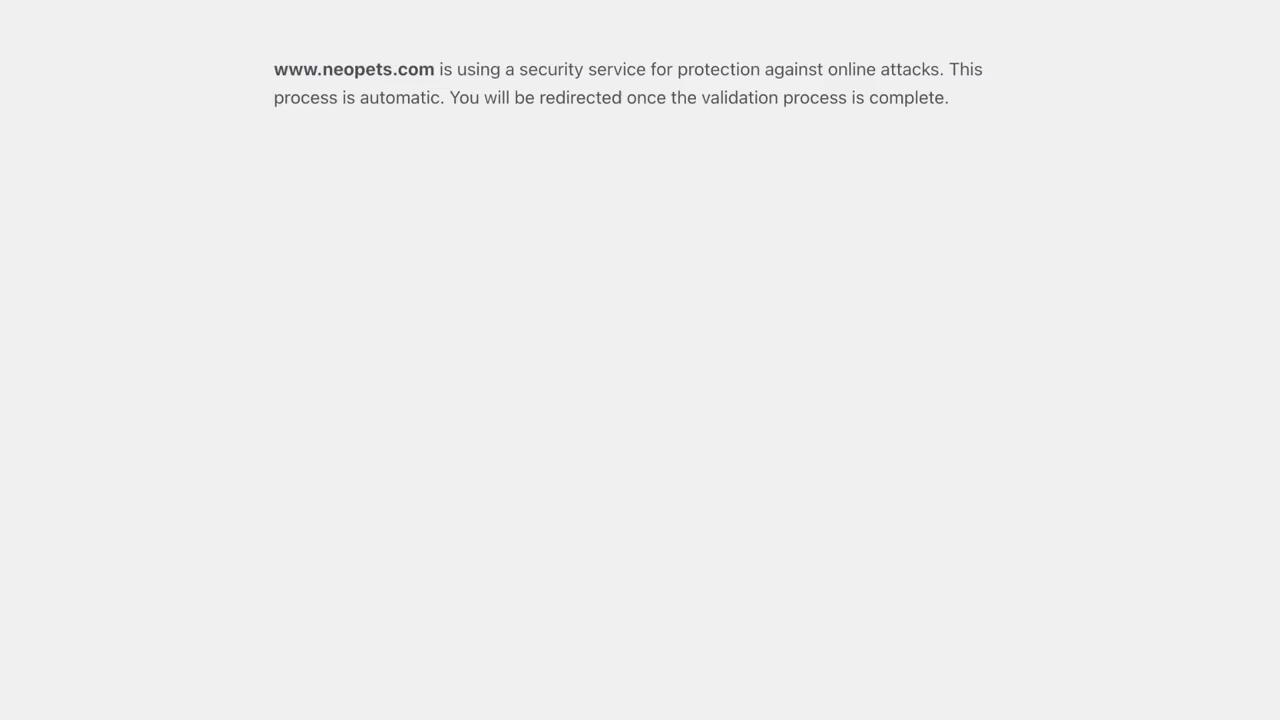 www.neopets.com is using a security service for protection against online attacks. This
process is automatic. You will be redirected once the validation process is complete.